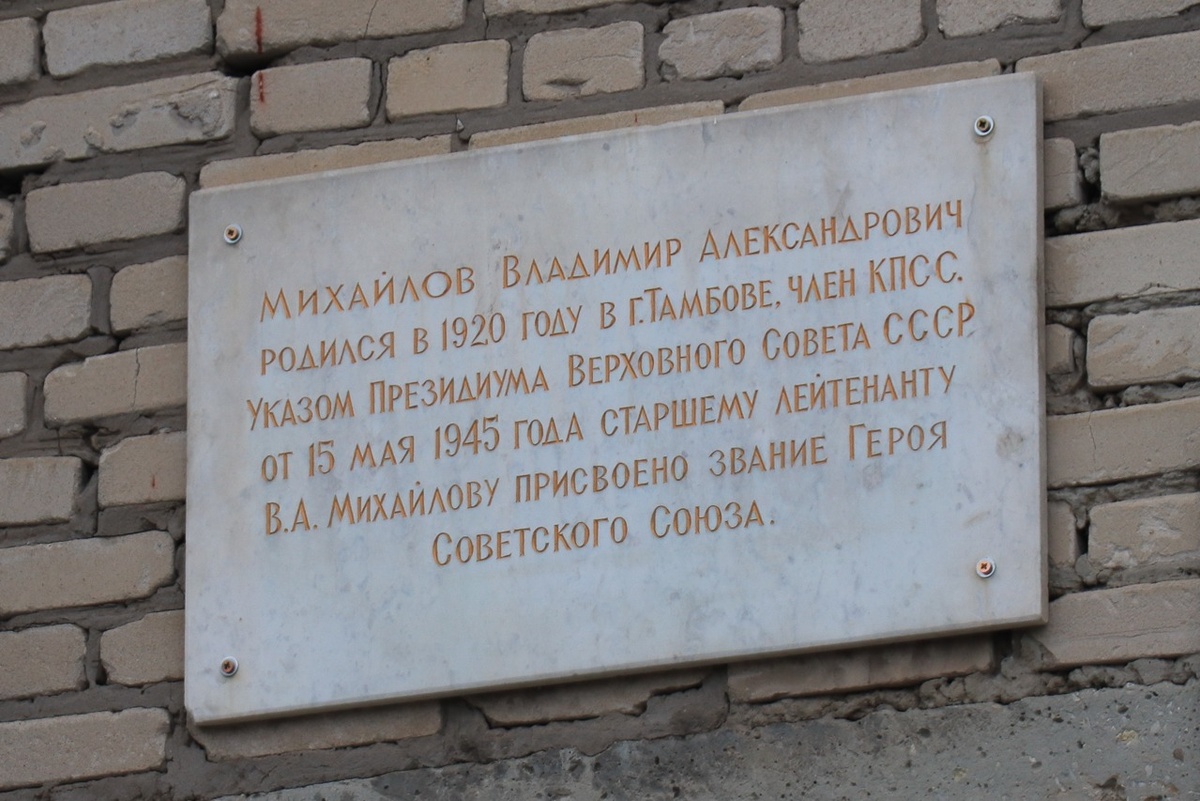 Михайлов Владимир Александрович
родился в 1920 году в г.Тамбове, член КПСС.
Указом Президиума Верховного Совета СССР
от 15 мая 1945 года старшему лейтенанту
В.А. Михайлову присвоено звание Героя
Советского Союза.